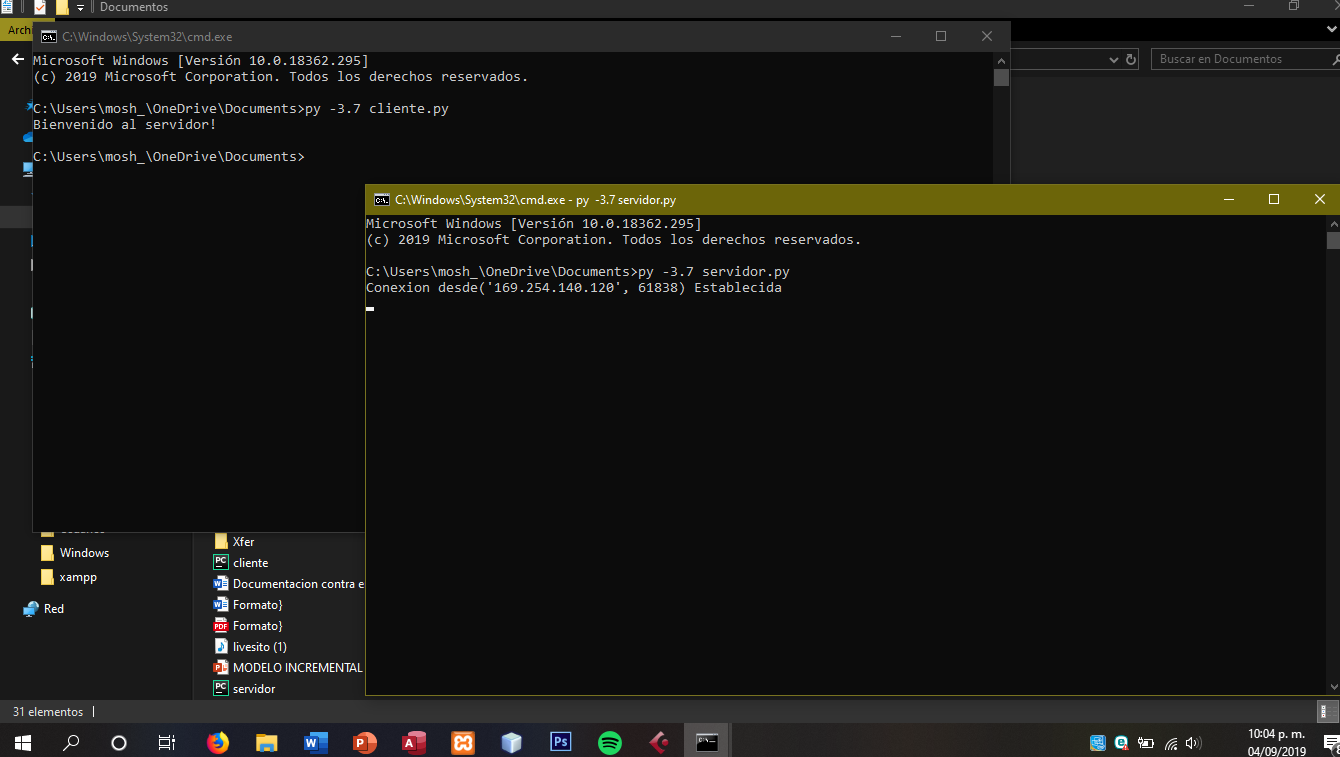 Documentos
Arch
C:\Windows\System32\cmd.exe
Microsoft Windows [Versión 10.0.18362.295]
(c) 2019 Microsoft Corporation. Todos los derechos reservados.
C:\Users\mosh_\OneDrive\Documents>py -3.7 cliente.py
Bienvenido al servidor!
C:\Users\mosh_\OneDrive\Documents>
Buscar en Documentos
C:\Windows\System32\cmd.exe - py -3.7 servidor.py
Microsoft Windows [Versión 10.0.18362.295]
(c) 2019 Microsoft Corporation. Todos los derechos reservados.
C:\Users\mosh_\OneDrive\Documents>py -3.7 servidor.py
Conexion desde('169.254.140.120', 61838) Establecida
Windows
xampp
Red
Xfer
cliente
Documentacion contra e
Formato}
Formato}
livesito (1)
MODELO INCREMENTAL
servidor
31 elementos
10:04 p. m.
04/09/2019